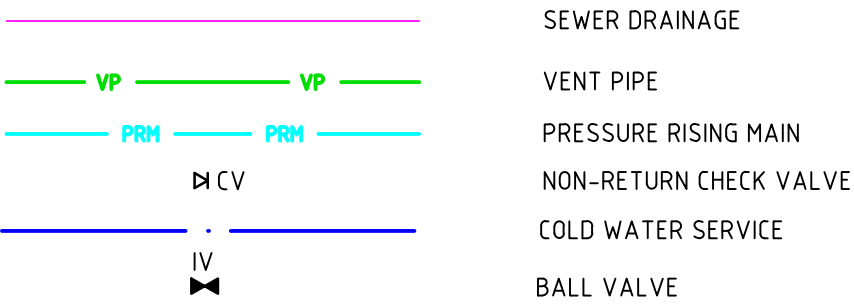 SEWER DRAINAGE
VP VP VENT PIPE
PRM PRM PRESSURE RISING MAIN
CV NON-RETURN CHECK VALVE
COLD WATER SERVICE
IV
BALL VALVE